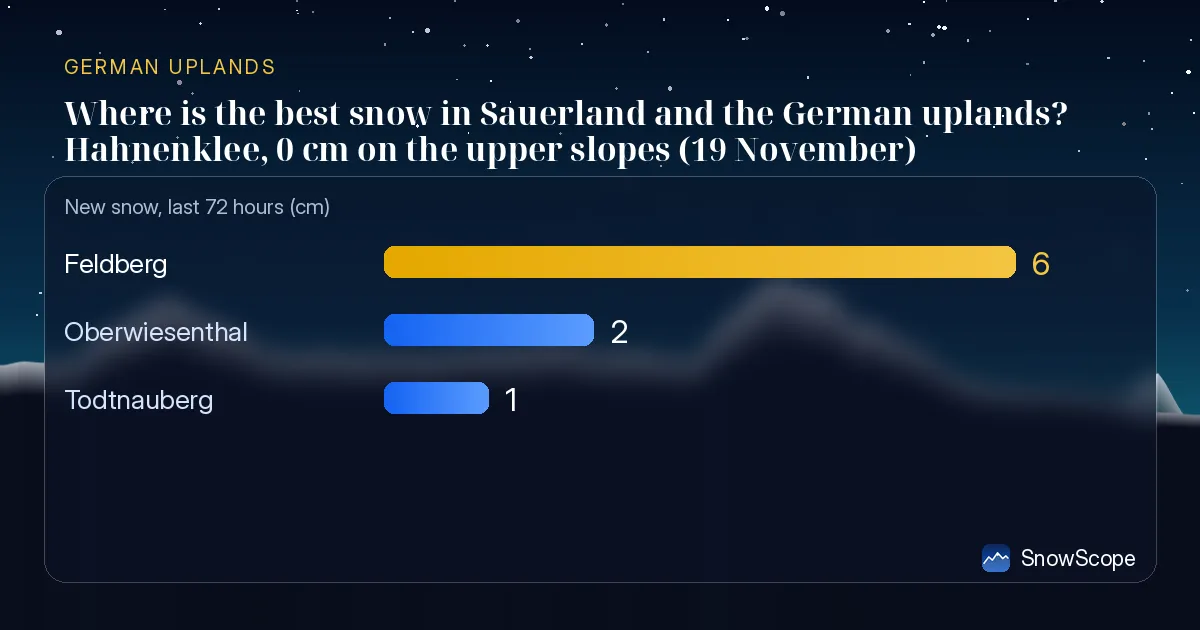 GERMAN UPLANDS
Where is the best snow in Sauerland and the German uplands?
Hahnenklee, 0 cm on the upper slopes (19 November)
New snow, last 72 hours (cm)
Feldberg 6
Oberwiesenthal 2
Todtnauberg 1
SnowScope